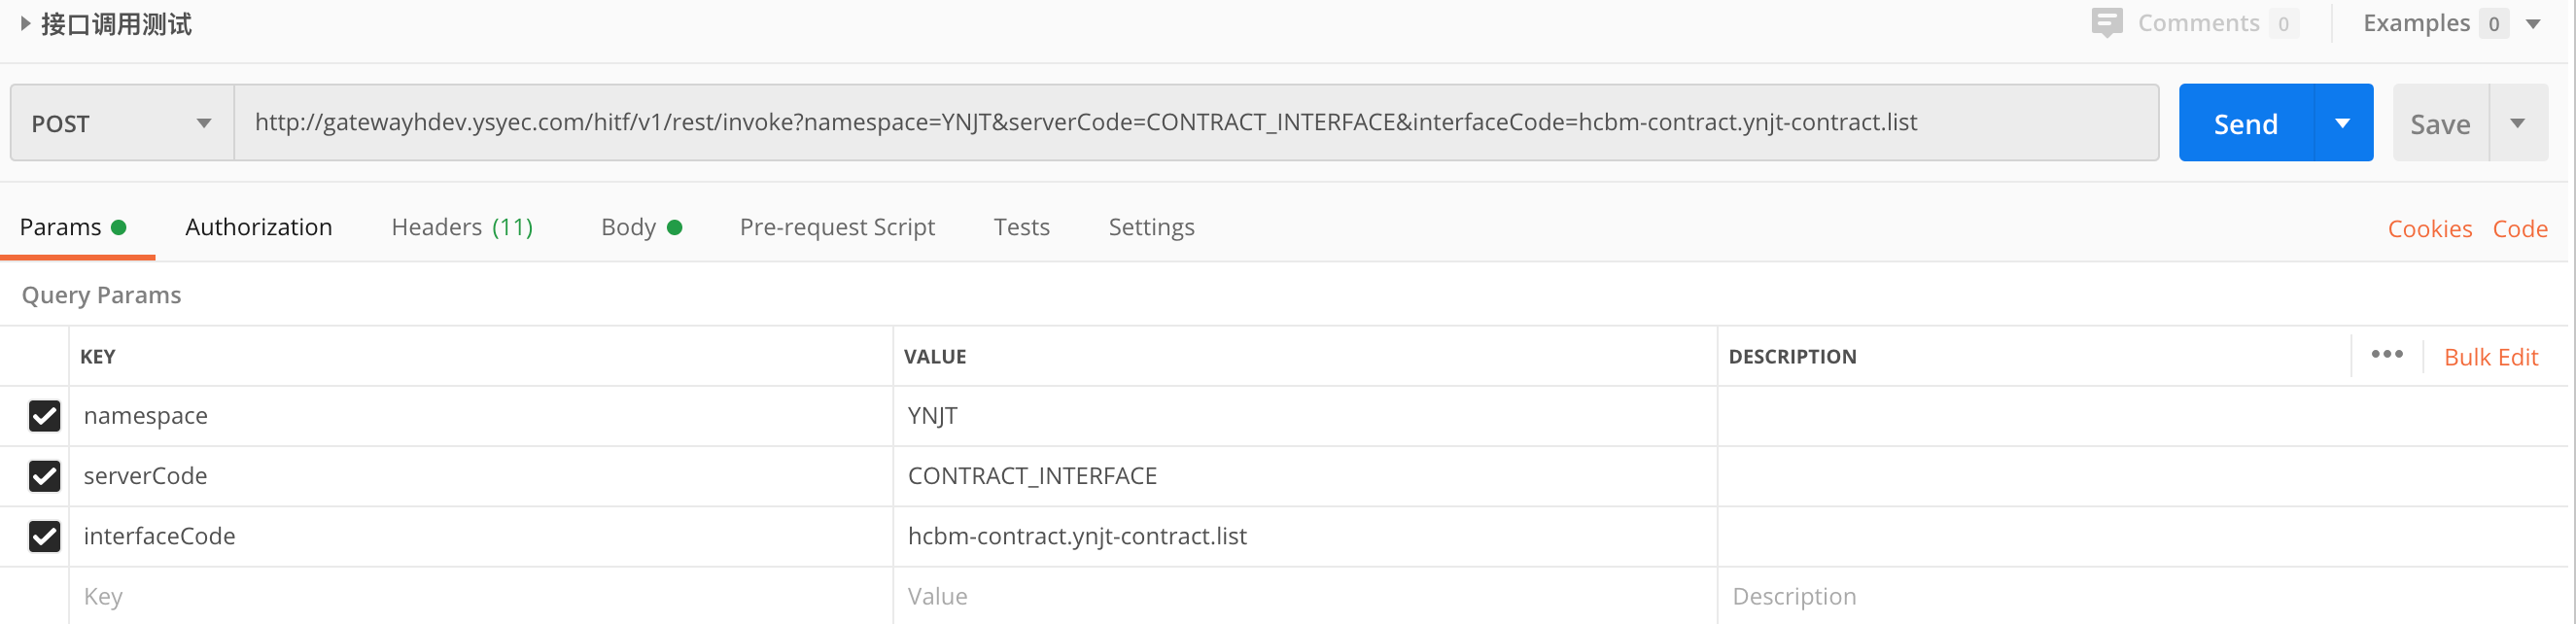 接口调用测试
Comments 0 Examples 0
POST http://gatewayhdev.ysyec.com/hitf/v1/rest/invoke?namespace=YNJT&serverCode=CONTRACT_INTERFACE&interfaceCode=hcbm-contract.ynjt-contract.list Send Save
Params Authorization Headers (11) Body Pre-request Script Tests Settings Cookies Code
Query Params
KEY VALUE DESCRIPTION ••• Bulk Edit
namespace YNJT
serverCode CONTRACT_INTERFACE
interfaceCode hcbm-contract.ynjt-contract.list
Key Value Description